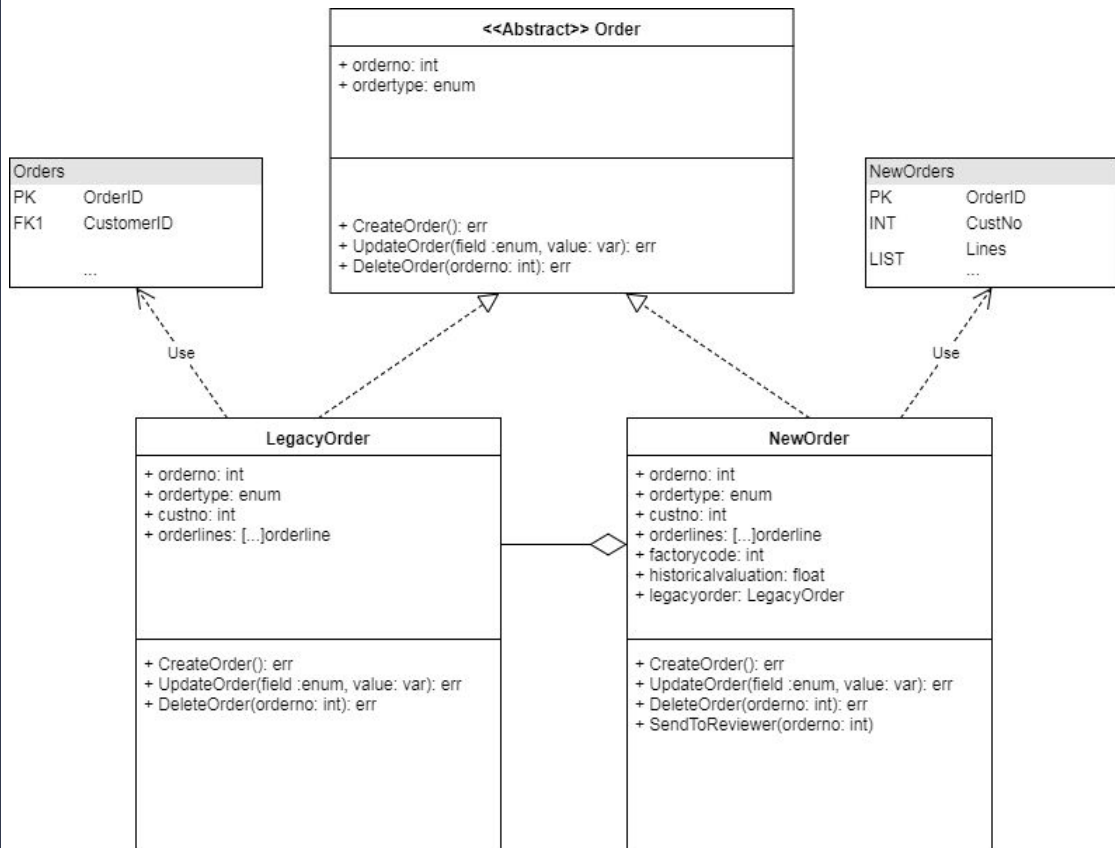 <<Abstract>> Order
+ orderno: int
+ ordertype: enum
+ CreateOrder(): err
+ UpdateOrder(field :enum, value: var): err
+ DeleteOrder(orderno: int): err
Orders
PK OrderID
FK1 CustomerID
...
NewOrders
PK OrderID
INT CustNo
LIST Lines
...
Use
Use
LegacyOrder
+ orderno: int
+ ordertype: enum
+ custno: int
+ orderlines: [...]orderline
+ CreateOrder(): err
+ UpdateOrder(field :enum, value: var): err
+ DeleteOrder(orderno: int): err
NewOrder
+ orderno: int
+ ordertype: enum
+ custno: int
+ orderlines: [...]orderline
+ factorycode: int
+ historicalvaluation: float
+ legacyorder: LegacyOrder
+ CreateOrder(): err
+ UpdateOrder(field :enum, value: var): err
+ DeleteOrder(orderno: int): err
+ SendToReviewer(orderno: int)